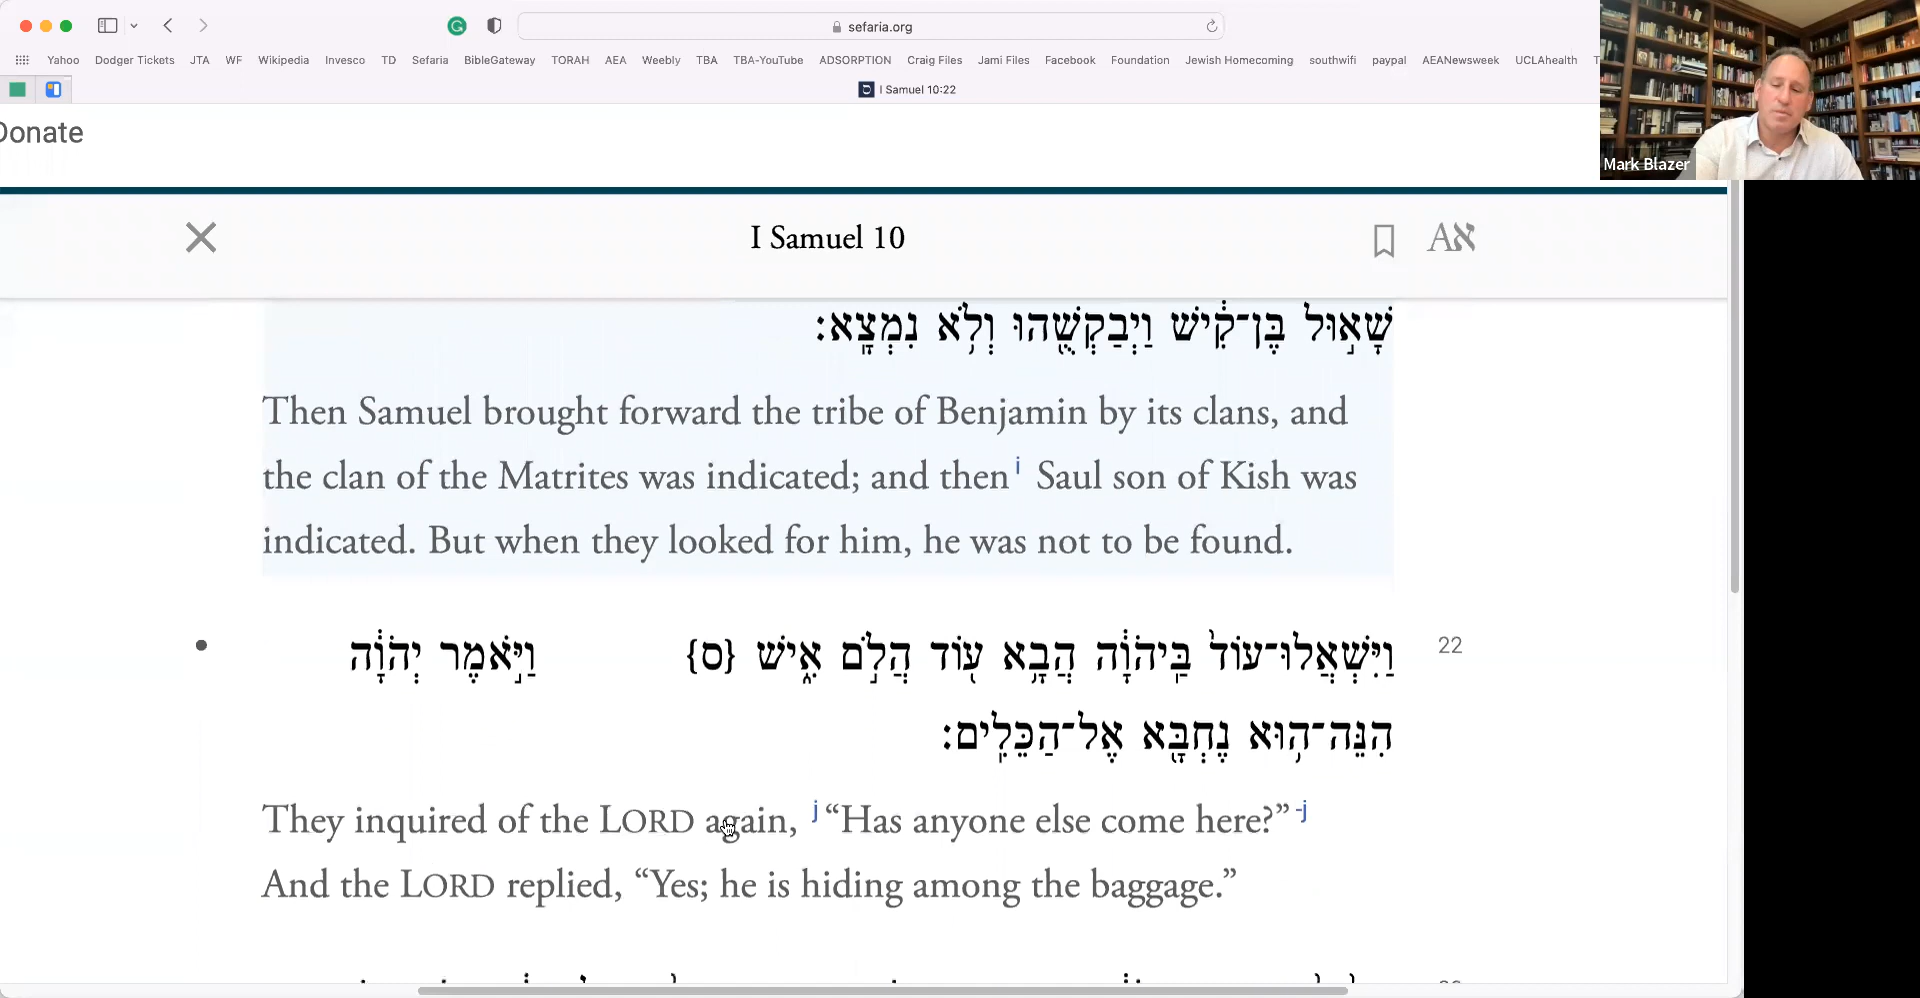 sefaria.org
Yahoo Dodger Tickets JTA WF Wikipedia Invesco TD Sefaria BibleGateway TORAH AEA Weebly TBA TBA-YouTube ADSORPTION Craig Files Jami Files Facebook Foundation Jewish Homecoming southwifi paypal AEANewsweek UCLAhealth
I Samuel 10:22
Donate
Mark Blazer
I Samuel 10
Aא
שָׁא֣וּל בֶּן־קִ֔ישׁ וַיְבַקְשֻׁ֖הוּ וְלֹ֥א נִמְצָֽא׃
Then Samuel brought forward the tribe of Benjamin by its clans, and
the clan of the Matrites was indicated; and then i Saul son of Kish was
indicated. But when they looked for him, he was not to be found.
22
וַיִּשְׁאֲלוּ־עוֹד֙ בַּֽיהֹוָ֔ה הֲבָ֥א ע֖וֹד הֲלֹ֣ם אִ֑ישׁ {ס} וַיֹּ֣אמֶר יְהֹוָ֔ה
הִנֵּה־ה֥וּא נֶחְבָּ֖א אֶל־הַכֵּלִֽים׃
They inquired of the LORD again, j “Has anyone else come here?” -j
And the LORD replied, “Yes; he is hiding among the baggage.”